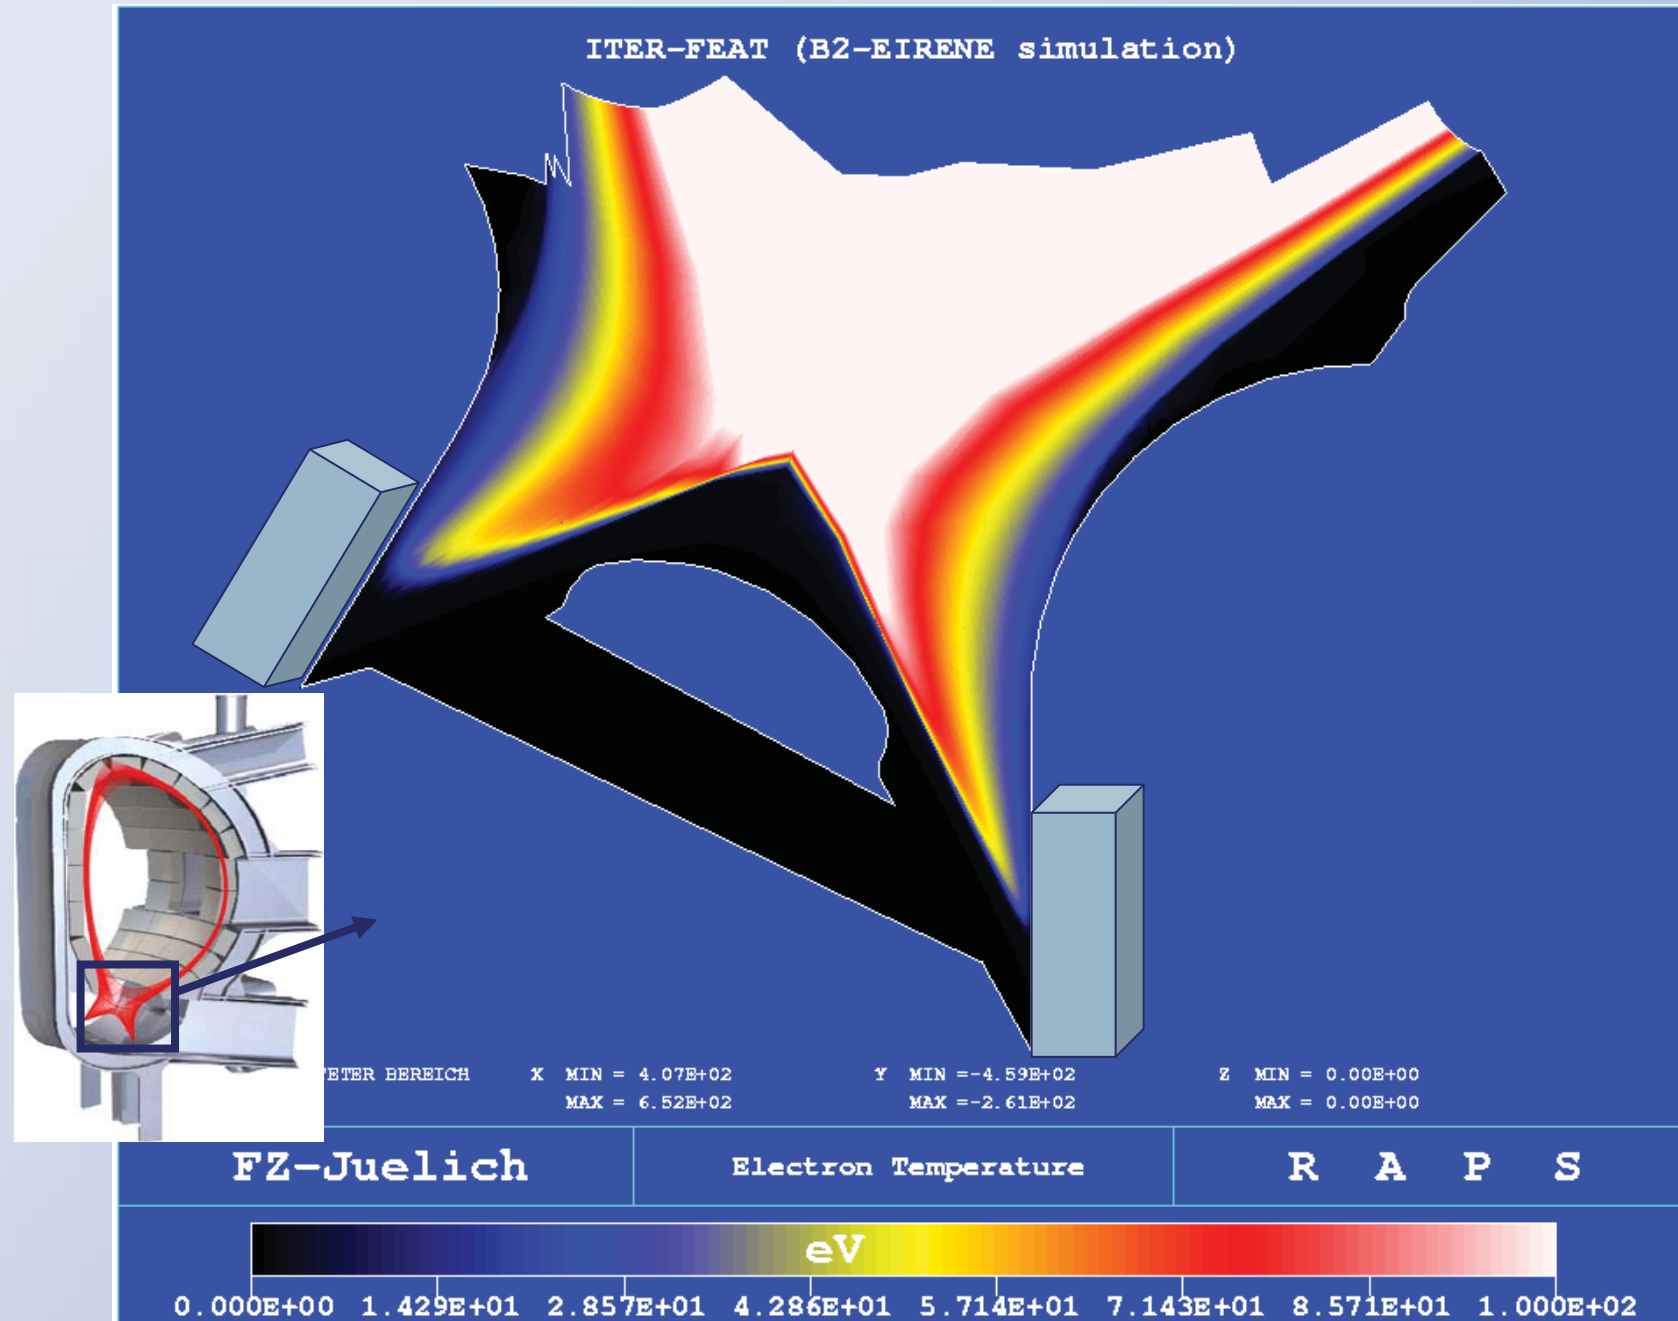 ITER-FEAT (B2-EIRENE simulation)
ETER BEREICH X MIN = 4.07E+02 Y MIN =-4.59E+02 Z MIN = 0.00E+00
MAX = 6.52E+02 MAX =-2.61E+02 MAX = 0.00E+00
FZ-Juelich Electron Temperature R A P S
eV
0.000E+00 1.429E+01 2.857E+01 4.286E+01 5.714E+01 7.143E+01 8.571E+01 1.000E+02